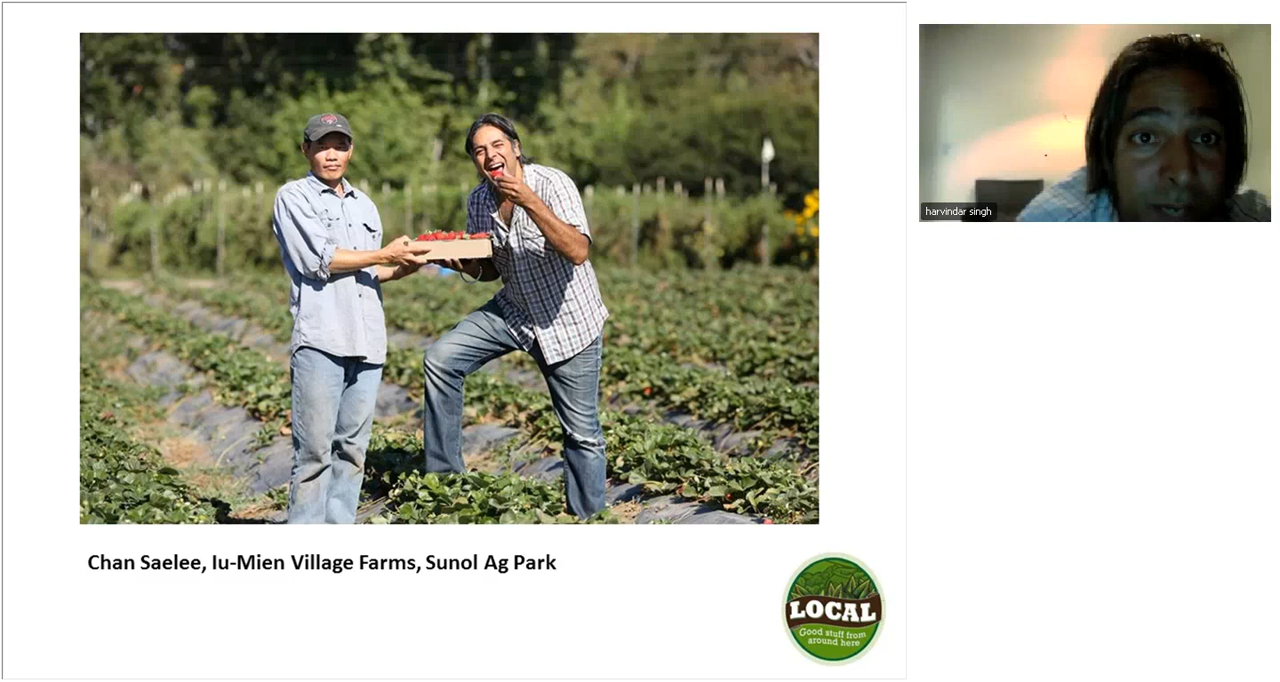 harvindar singh
Chan Saelee, Iu-Mien Village Farms, Sunol Ag Park
LOCAL
Good stuff from
around here